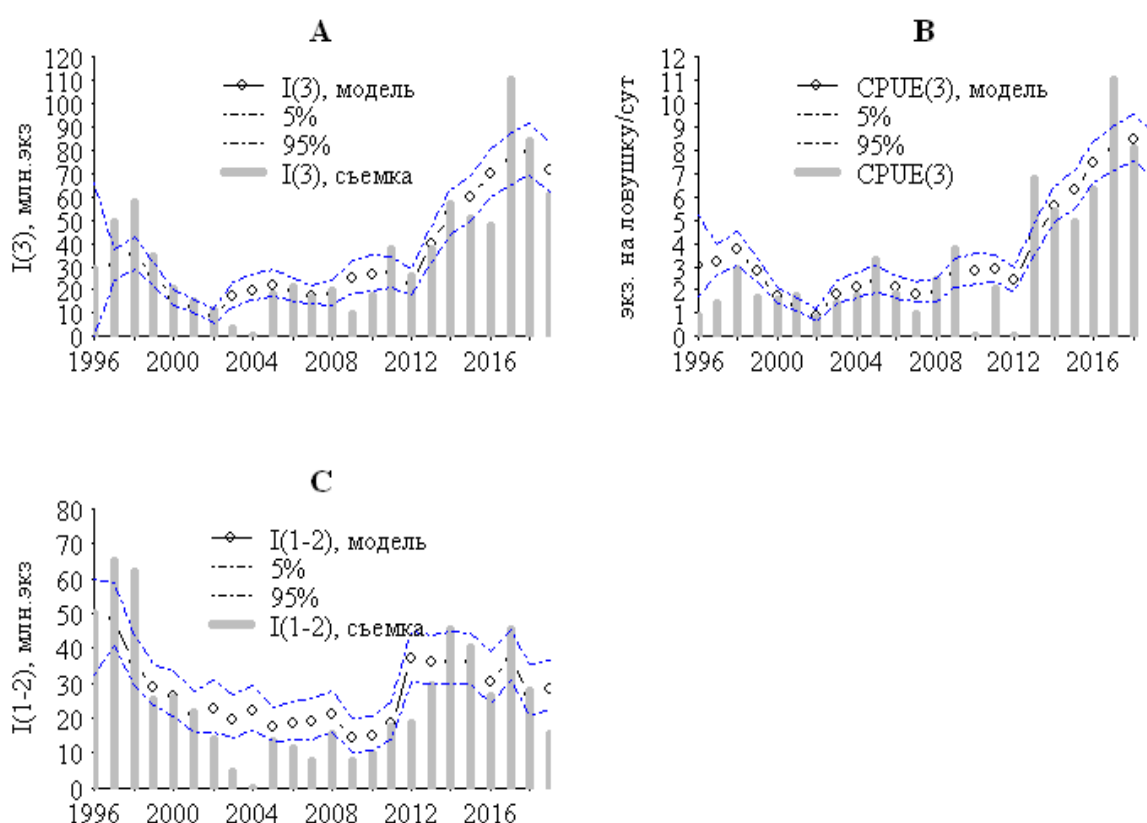 A
I(3), млн.экз
120
110
100
90
80
70
60
50
40
30
20
10
0
I(3), модель
5%
95%
I(3), съемка
1996 2000 2004 2008 2012 2016
B
экз. на ловушку/сут
12
11
10
9
8
7
6
5
4
3
2
1
0
CPUE(3), модель
5%
95%
CPUE(3)
1996 2000 2004 2008 2012 2016
C
I(1-2), млн.экз
80
70
60
50
40
30
20
10
0
I(1-2), модель
5%
95%
I(1-2), съемка
1996 2000 2004 2008 2012 2016